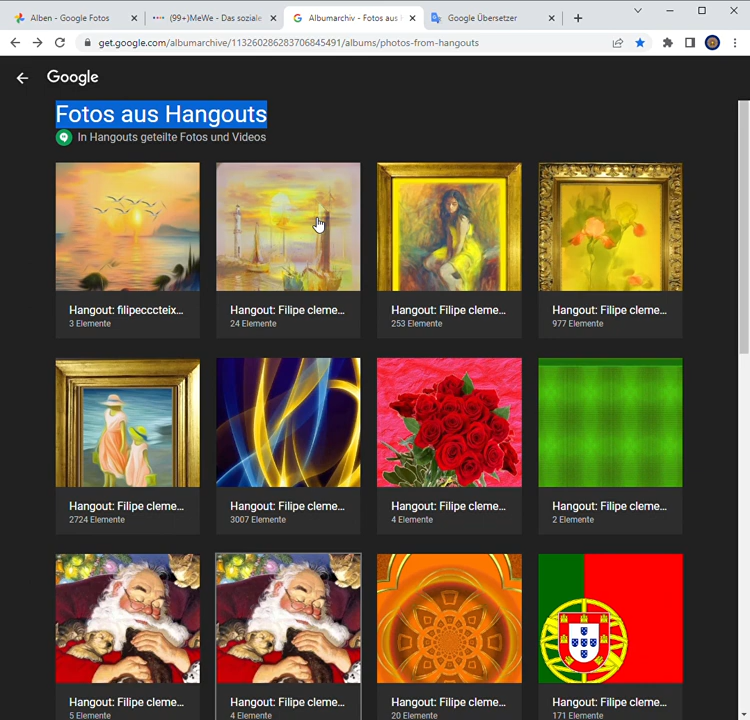 Alben - Google Fotos
(99+)MeWe - Das soziale
Albumarchiv - Fotos aus
Google Übersetzer
get.google.com/albumarchive/113260286283706845491/albums/photos-from-hangouts
Google
Fotos aus Hangouts
In Hangouts geteilte Fotos und Videos
Hangout: filipecccteix...
3 Elemente
Hangout: Filipe cleme...
24 Elemente
Hangout: Filipe cleme...
253 Elemente
Hangout: Filipe cleme...
977 Elemente
Hangout: Filipe cleme...
2724 Elemente
Hangout: Filipe cleme...
3007 Elemente
Hangout: Filipe cleme...
4 Elemente
Hangout: Filipe cleme...
2 Elemente
Hangout: Filipe cleme...
5 Elemente
Hangout: Filipe cleme...
4 Elemente
Hangout: Filipe cleme...
20 Elemente
Hangout: Filipe cleme...
171 Elemente